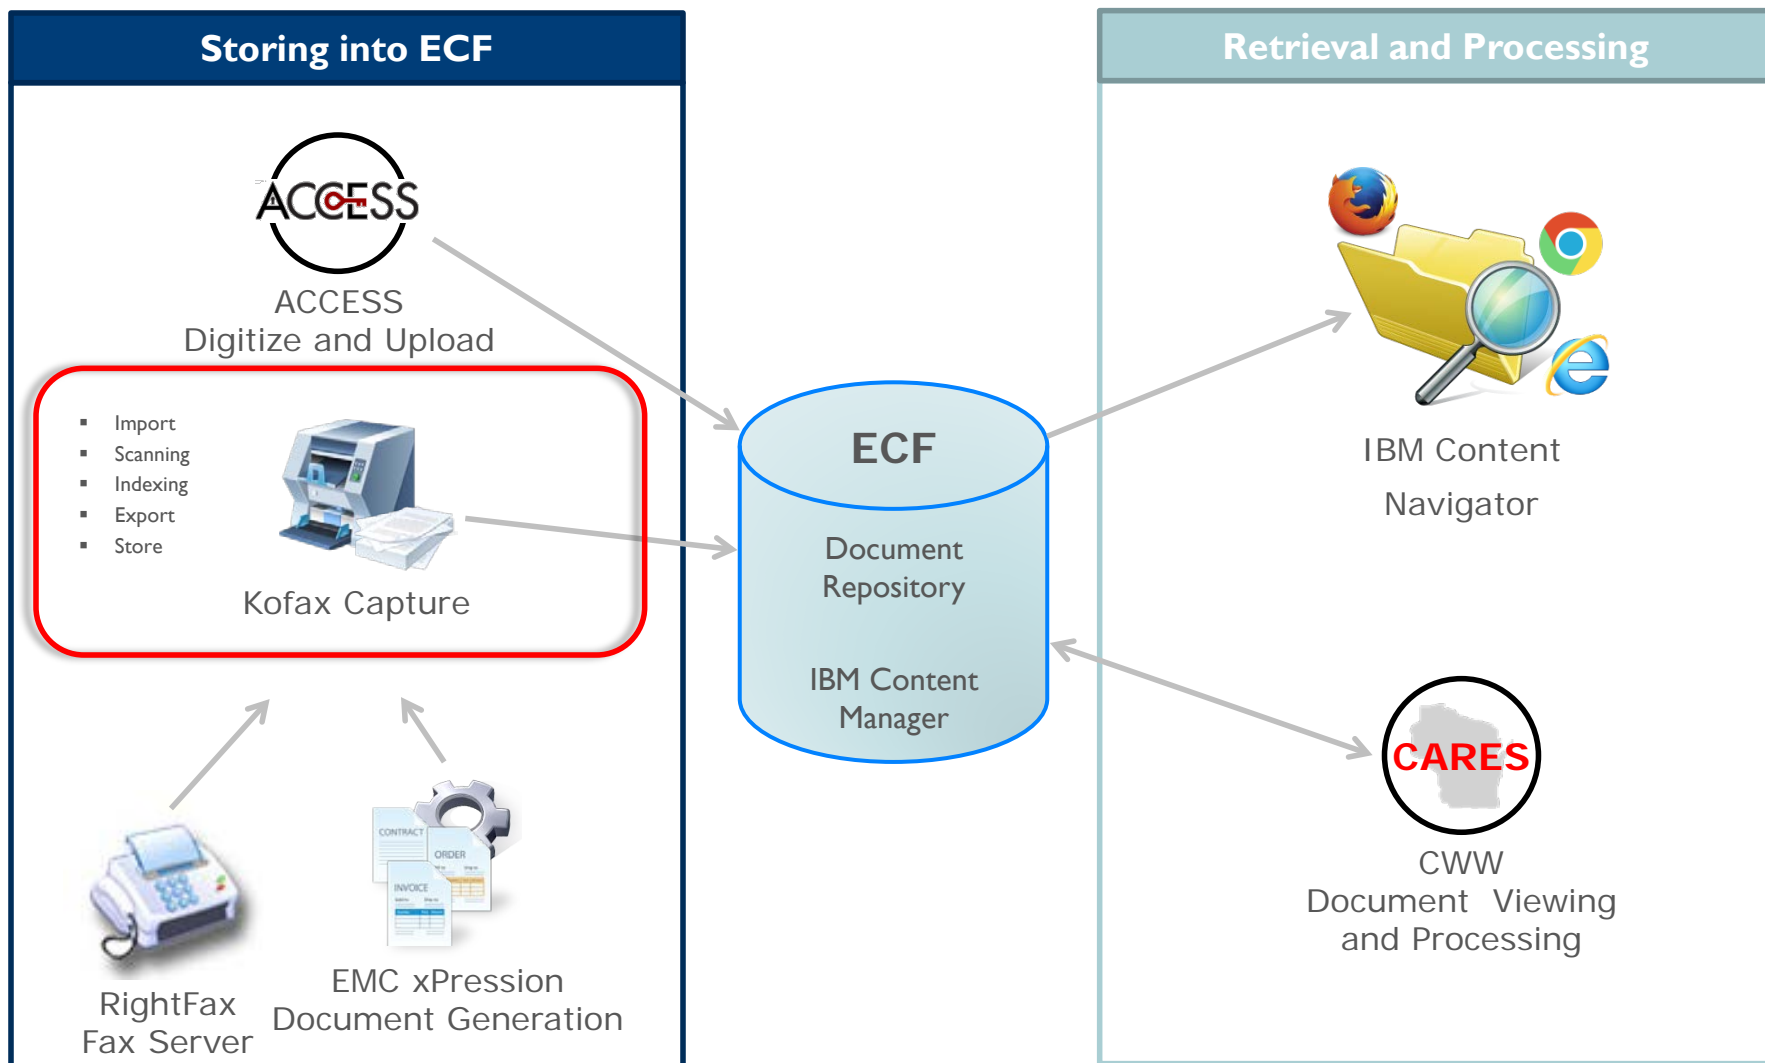 Storing into ECF
ACCESS
ACCESS
Digitize and Upload
Import
Scanning
Indexing
Export
Store
Kofax Capture
CONTRACT
ORDER
INVOICE
RightFax
Fax Server
EMC xPression
Document Generation
ECF
Document
Repository
IBM Content
Manager
Retrieval and Processing
IBM Content
Navigator
CARES
CWW
Document Viewing
and Processing